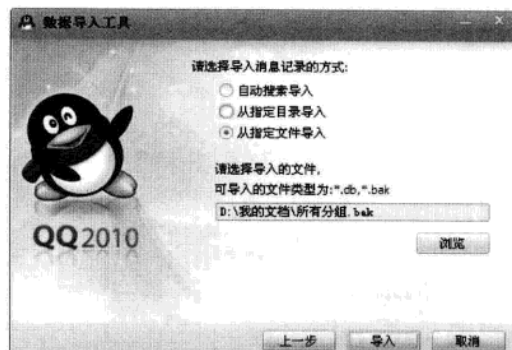 数据导入工具
请选择导入消息记录的方式:
自动搜索导入
从指定目录导入
从指定文件导入
请选择导入的文件,
可导入的文件类型为:*.db,*.bak
D:\我的文档\所有分组.bak
浏览
QQ2010
上一步 导入 取消